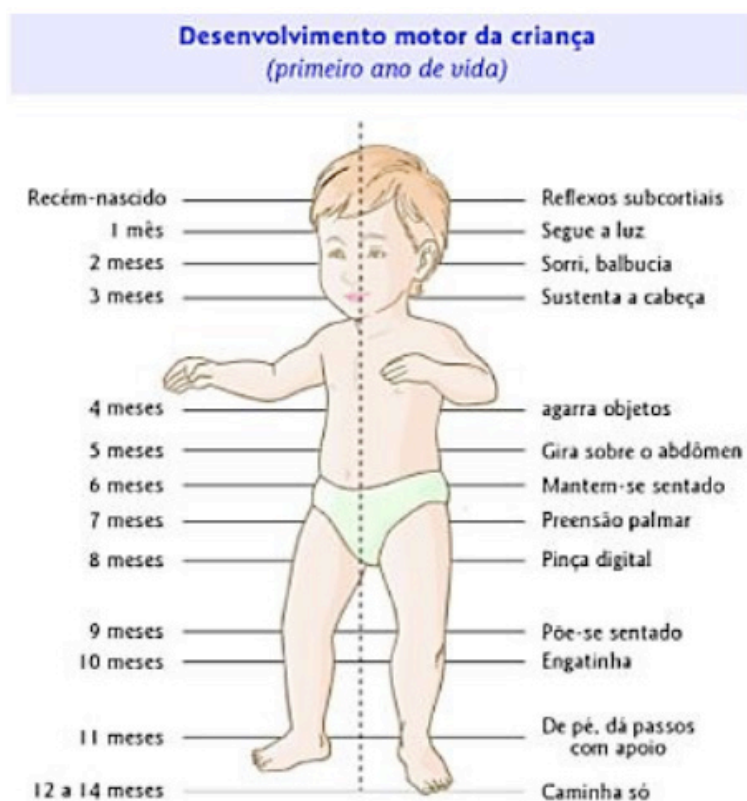 Desenvolvimento motor da criança
(primeiro ano de vida)
Recém-nascido Reflexos subcortiais
1 mês Segue a luz
2 meses Sorri, balbucia
3 meses Sustenta a cabeça
4 meses agarra objetos
5 meses Gira sobre o abdômen
6 meses Mantem-se sentado
7 meses Preensão palmar
8 meses Pinça digital
9 meses Põe-se sentado
10 meses Engatinha
11 meses De pé, dá passos
com apoio
12 a 14 meses Caminha só